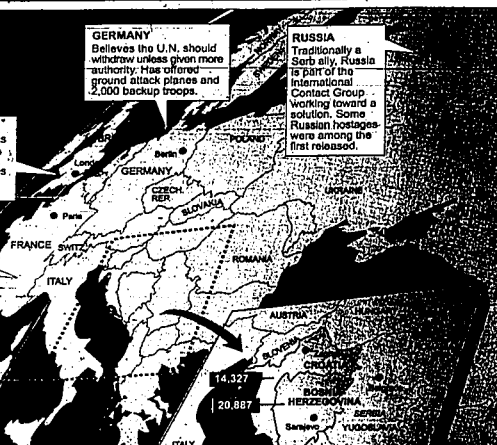 GERMANY
Believes the U.N. should
withdraw unless given more
authority. Has offered
ground attack planes and
2,000 backup troops.
RUSSIA
Traditionally a
Serb ally, Russia
is part of the
International
Contact Group
working toward a
solution. Some
Russian hostages
were among the
first released.
Berlin
POLAND
GERMANY
CZECH.
REP.
SLOVAKIA
UKRAINE
Paris
FRANCE
SWITZ.
ITALY
ROMANIA
AUSTRIA
HUNGARY
SLOVENIA
CROATIA
14,327
HERZEGOVINA
20,887
SERBIA
Sarajevo
YUGOSLAVIA
ITALY